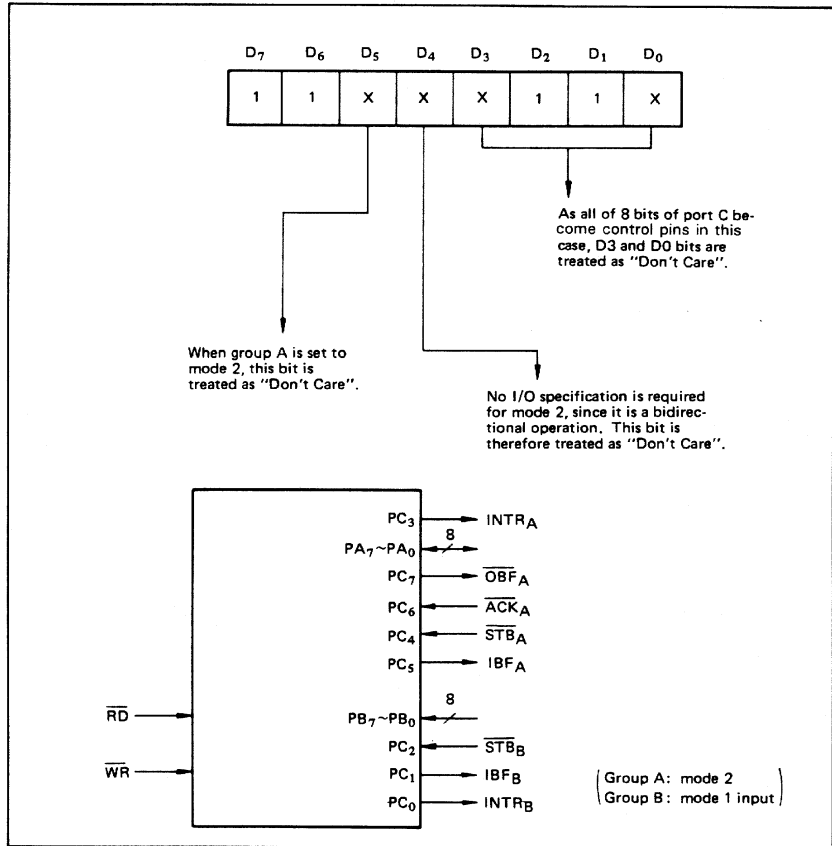 D7 D6 D5 D4 D3 D2 D1 D0
1 1 X X X 1 1 X
As all of 8 bits of port C be-
come control pins in this
case, D3 and D0 bits are
treated as "Don't Care".
When group A is set to
mode 2, this bit is
treated as "Don't Care".
No I/O specification is required
for mode 2, since it is a bidirec-
tional operation. This bit is
therefore treated as "Don't Care".
PC3 INTRA
8
PA7~PA0
PC7 OBFA
PC6 ACKA
PC4 STBA
PC5 IBFA
8
RD PB7~PB0
PC2 STBB
WR PC1 IBFB
PC0 INTRB
(Group A: mode 2
Group B: mode 1 input)